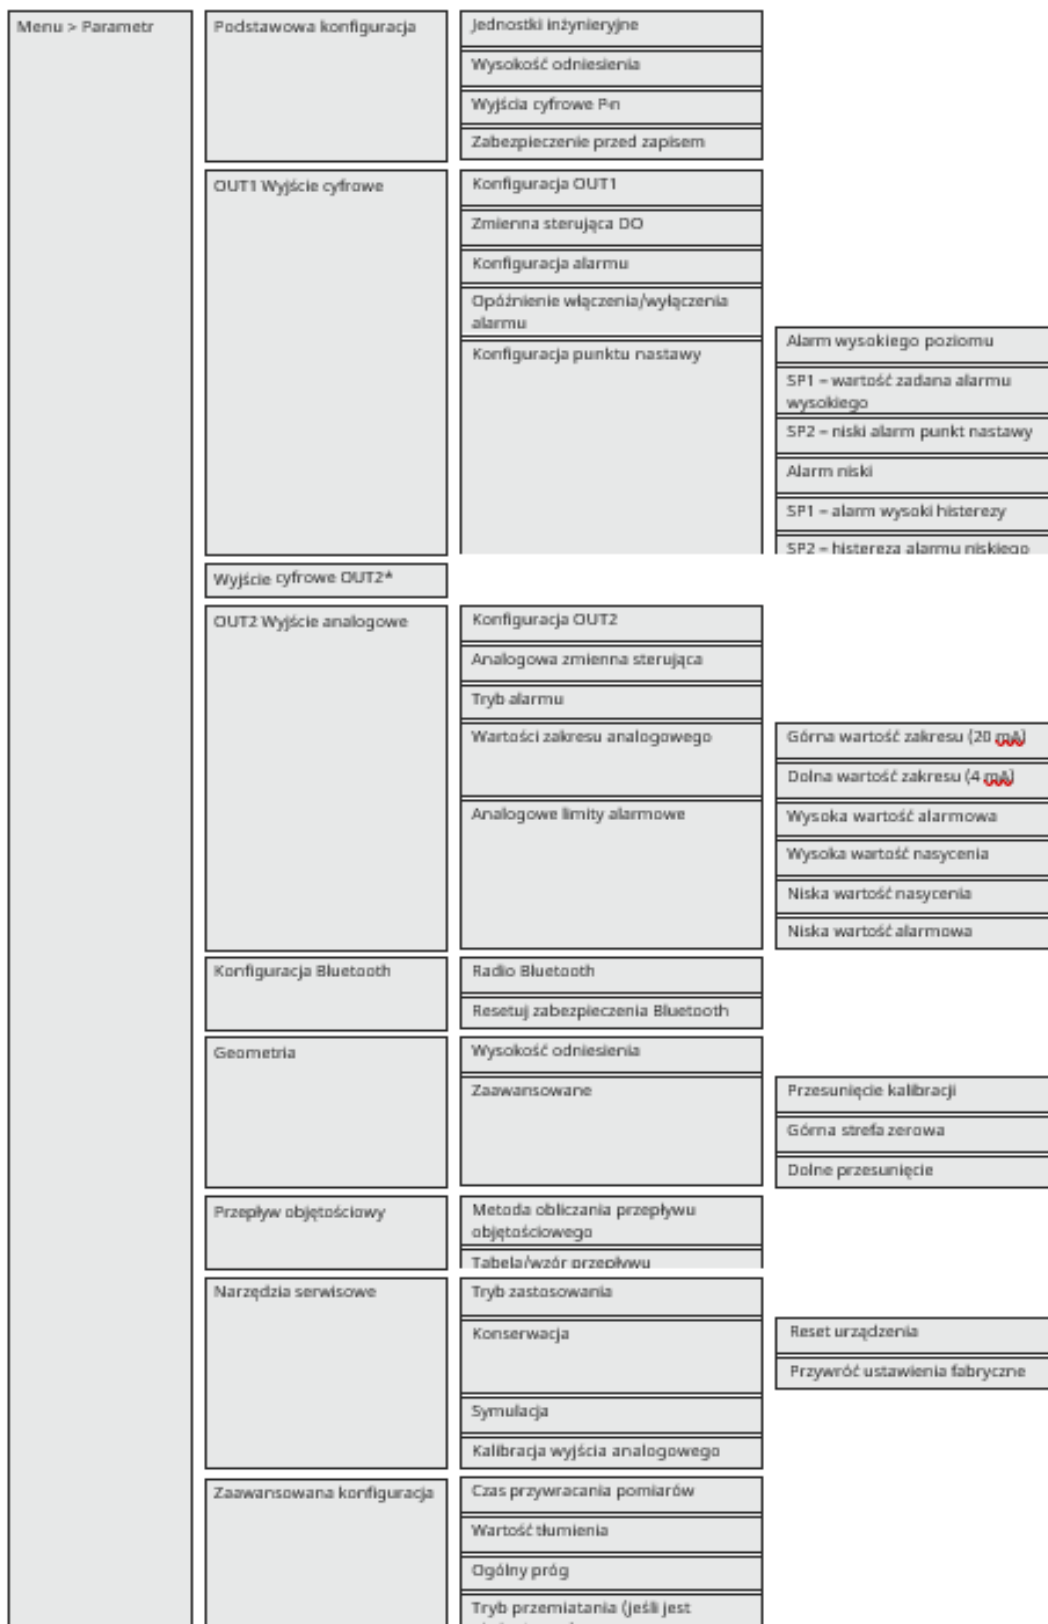 Menu > Parametr
Podstawowa konfiguracja
Jednostki inżynieryjne
Wysokość odniesienia
Wyjścia cyfrowe P-n
Zabezpieczenie przed zapisem
OUT1 Wyjście cyfrowe
Konfiguracja OUT1
Zmienna sterująca DO
Konfiguracja alarmu
Opóźnienie włączenia/wyłączenia
alarmu
Konfiguracja punktu nastawy
Alarm wysokiego poziomu
SP1 – wartość zadana alarmu
wysokiego
SP2 – niski alarm punkt nastawy
Alarm niski
SP1 – alarm wysoki histerezy
SP2 – histereza alarmu niskiego
Wyjście cyfrowe OUT2*
OUT2 Wyjście analogowe
Konfiguracja OUT2
Analogowa zmienna sterująca
Tryb alarmu
Wartości zakresu analogowego
Górna wartość zakresu (20 mA)
Dolna wartość zakresu (4 mA)
Analogowe limity alarmowe
Wysoka wartość alarmowa
Wysoka wartość nasycenia
Niska wartość nasycenia
Niska wartość alarmowa
Konfiguracja Bluetooth
Radio Bluetooth
Resetuj zabezpieczenia Bluetooth
Geometria
Wysokość odniesienia
Zaawansowane
Przesunięcie kalibracji
Górna strefa zerowa
Dolne przesunięcie
Przepływ objętościowy
Metoda obliczania przepływu
objętościowego
Tabela/wzór przepływu
Narzędzia serwisowe
Tryb zastosowania
Konserwacja
Reset urządzenia
Przywróć ustawienia fabryczne
Symulacja
Kalibracja wyjścia analogowego
Zaawansowana konfiguracja
Czas przywracania pomiarów
Wartość tłumienia
Ogólny próg
Tryb przemiatania (jeśli jest